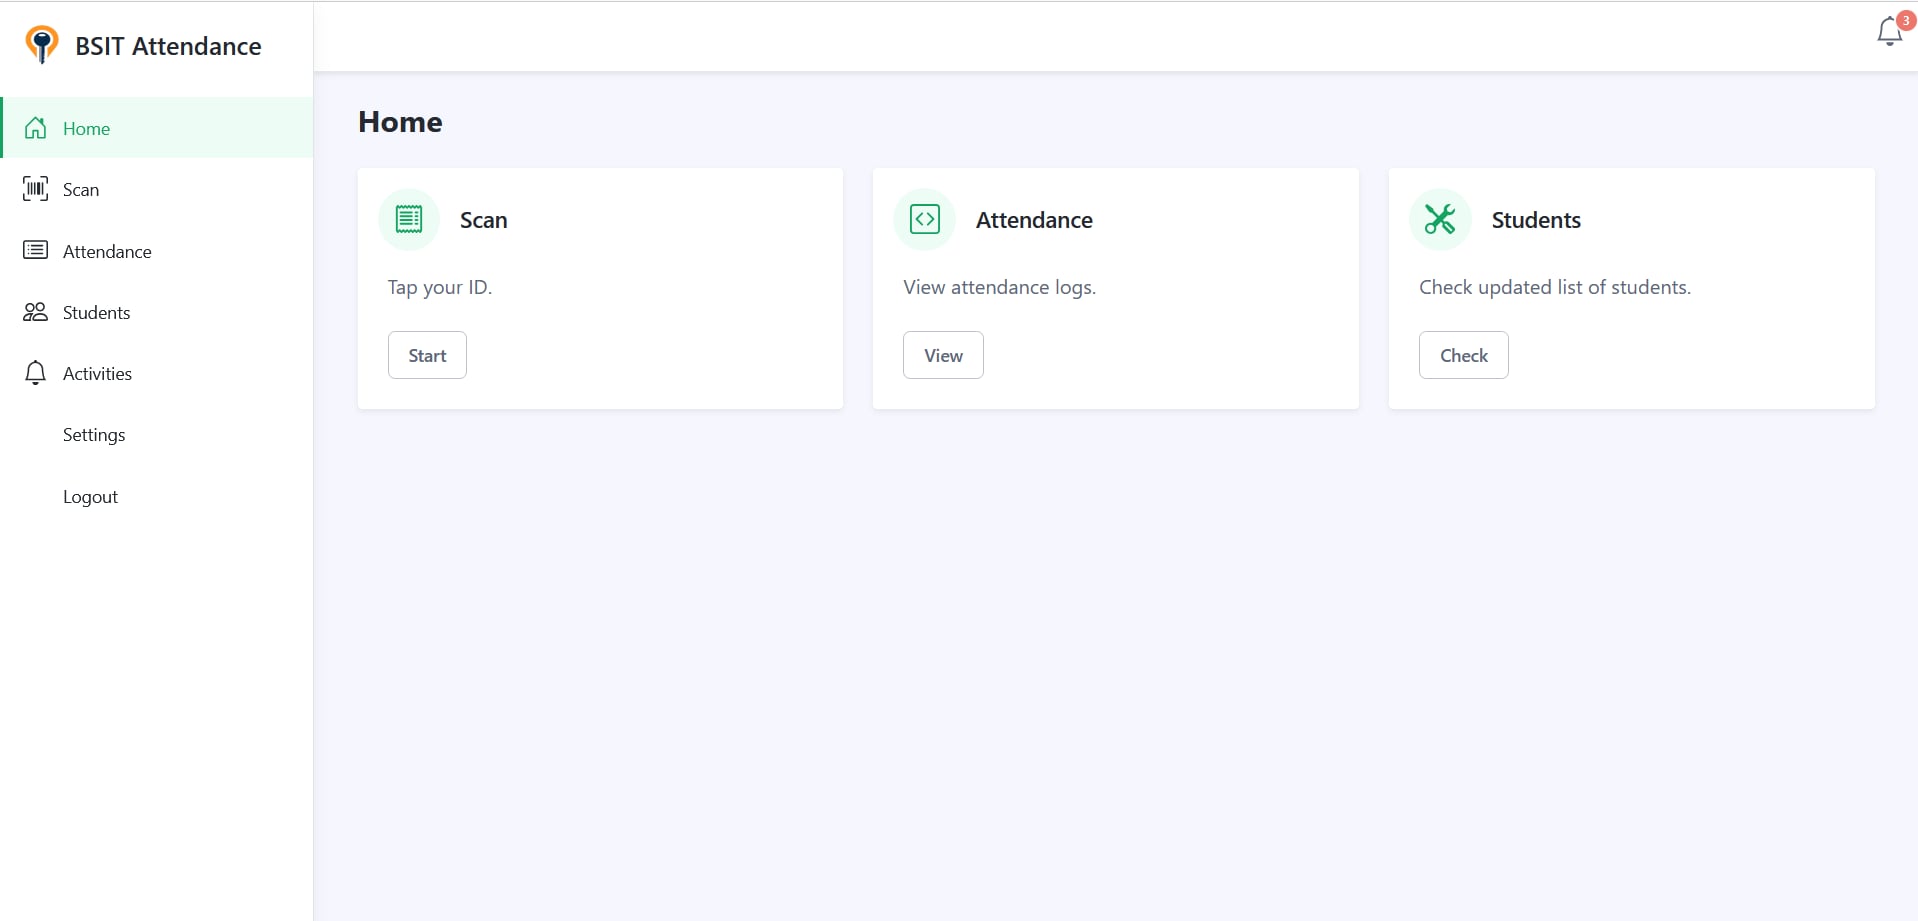 BSIT Attendance
3
Home
Scan
Attendance
Students
Activities
Settings
Logout
Home
Scan
Tap your ID.
Start
Attendance
View attendance logs.
View
Students
Check updated list of students.
Check